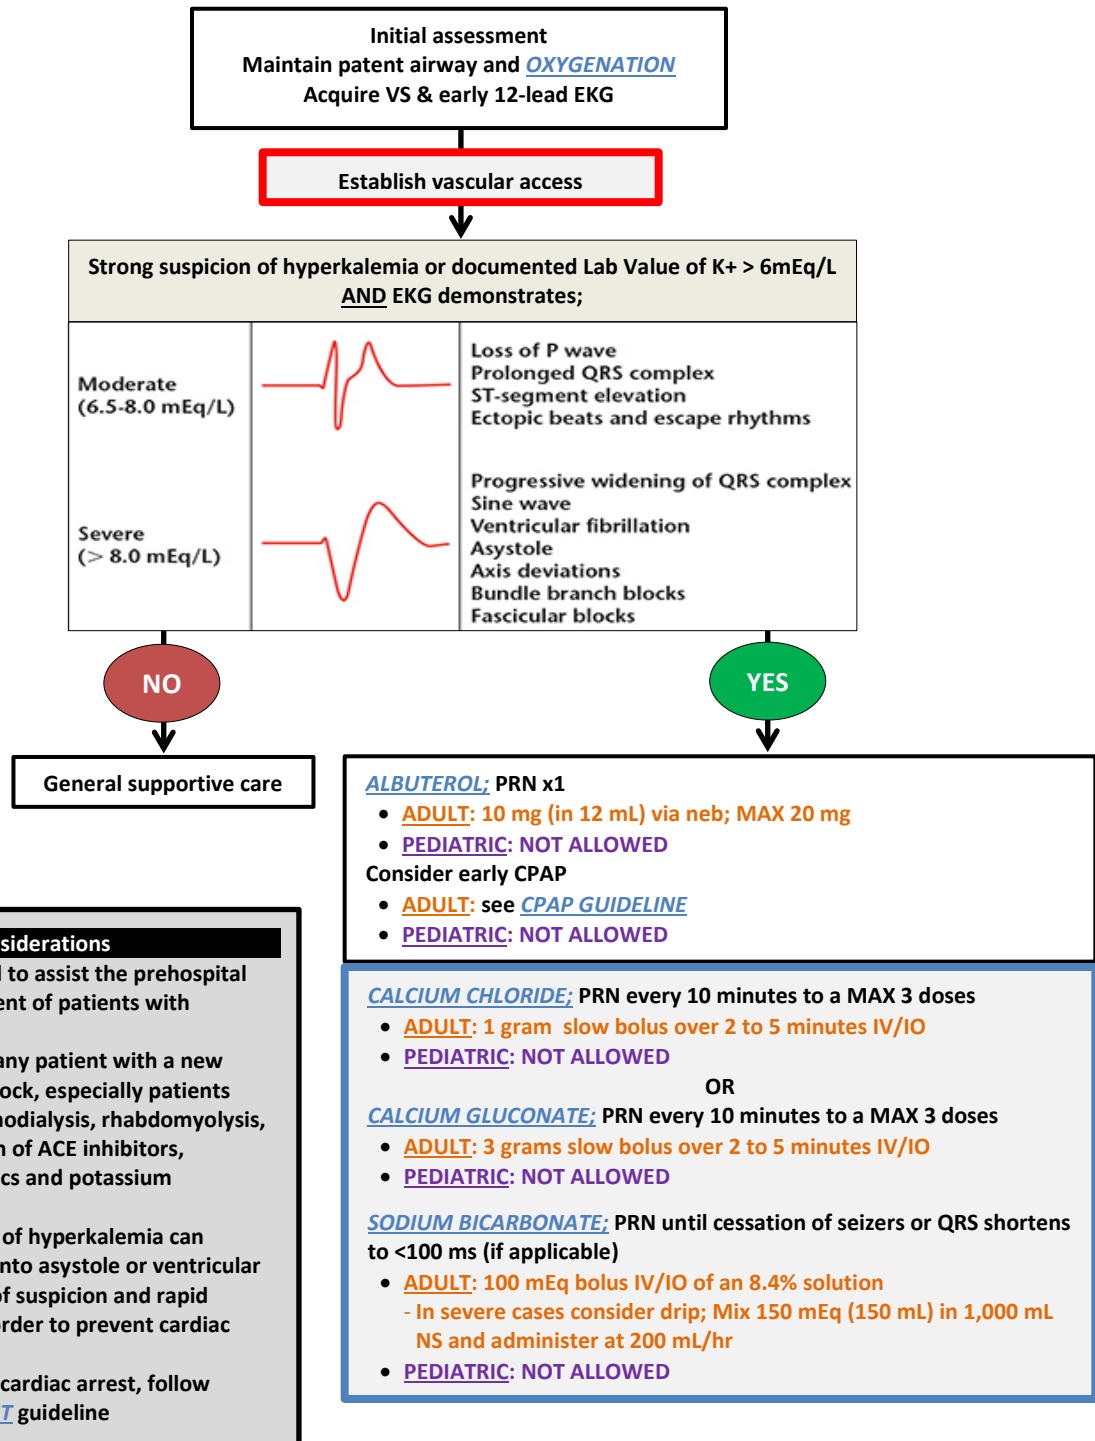 Initial assessment
Maintain patent airway and OXYGENATION
Acquire VS & early 12-lead EKG
Establish vascular access
Strong suspicion of hyperkalemia or documented Lab Value of K+ > 6mEq/L
AND EKG demonstrates;
Moderate
(6.5-8.0 mEq/L)
Loss of P wave
Prolonged QRS complex
ST-segment elevation
Ectopic beats and escape rhythms
Severe
(> 8.0 mEq/L)
Progressive widening of QRS complex
Sine wave
Ventricular fibrillation
Asystole
Axis deviations
Bundle branch blocks
Fascicular blocks
NO
YES
General supportive care
ALBUTEROL; PRN x1
• ADULT: 10 mg (in 12 mL) via neb; MAX 20 mg
• PEDIATRIC: NOT ALLOWED
Consider early CPAP
• ADULT: see CPAP GUIDELINE
• PEDIATRIC: NOT ALLOWED
CALCIUM CHLORIDE; PRN every 10 minutes to a MAX 3 doses
• ADULT: 1 gram slow bolus over 2 to 5 minutes IV/IO
• PEDIATRIC: NOT ALLOWED
OR
CALCIUM GLUCONATE; PRN every 10 minutes to a MAX 3 doses
• ADULT: 3 grams slow bolus over 2 to 5 minutes IV/IO
• PEDIATRIC: NOT ALLOWED
SODIUM BICARBONATE; PRN until cessation of seizers or QRS shortens
to <100 ms (if applicable)
• ADULT: 100 mEq bolus IV/IO of an 8.4% solution
- In severe cases consider drip; Mix 150 mEq (150 mL) in 1,000 mL
NS and administer at 200 mL/hr
• PEDIATRIC: NOT ALLOWED
siderations
to assist the prehospital
ent of patients with
any patient with a new
ock, especially patients
nodialysis, rhabdomyolysis,
of ACE inhibitors,
cs and potassium
of hyperkalemia can
nto asystole or ventricular
of suspicion and rapid
order to prevent cardiac
cardiac arrest, follow
T guideline